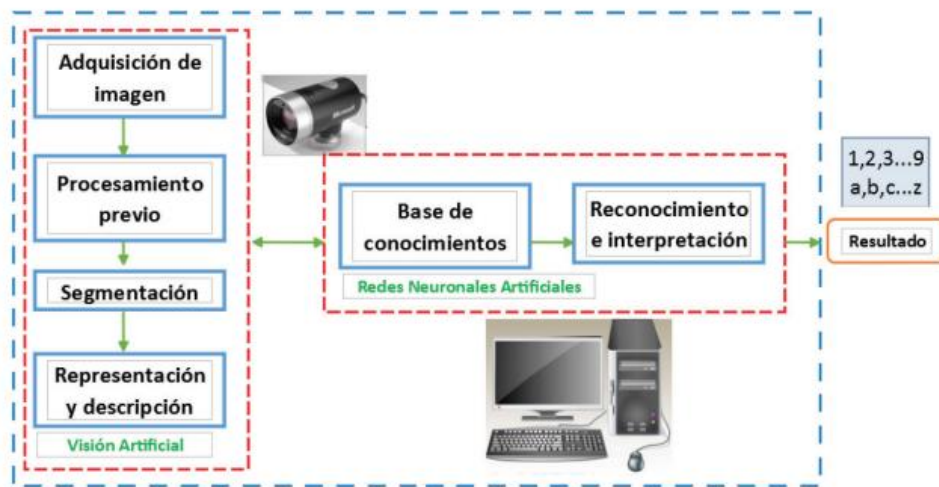 Adquisición de
imagen
Procesamiento
previo
Segmentación
Representación
y descripción
Visión Artificial
Base de
conocimientos
Reconocimiento
e interpretación
Redes Neuronales Artificiales
1,2,3...9
a,b,c...z
Resultado